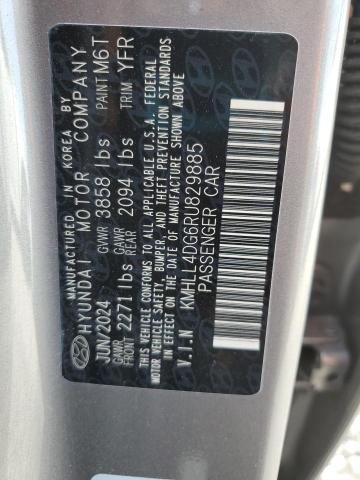 MANUFACTURED IN KOREA BY
HYUNDAI MOTOR COMPANY
JUN/2024 GVWR 3858 lbs PAINT M6T
GAWR FRONT 2271 lbs GAWR REAR 2094 lbs TRIM YFR
THIS VEHICLE CONFORMS TO ALL APPLICABLE U.S.A. FEDERAL
MOTOR VEHICLE SAFETY, BUMPER, AND THEFT PREVENTION STANDARDS
IN EFFECT ON THE DATE OF MANUFACTURE SHOWN ABOVE
V.I.N KMHLL4DG6RU829885
PASSENGER CAR